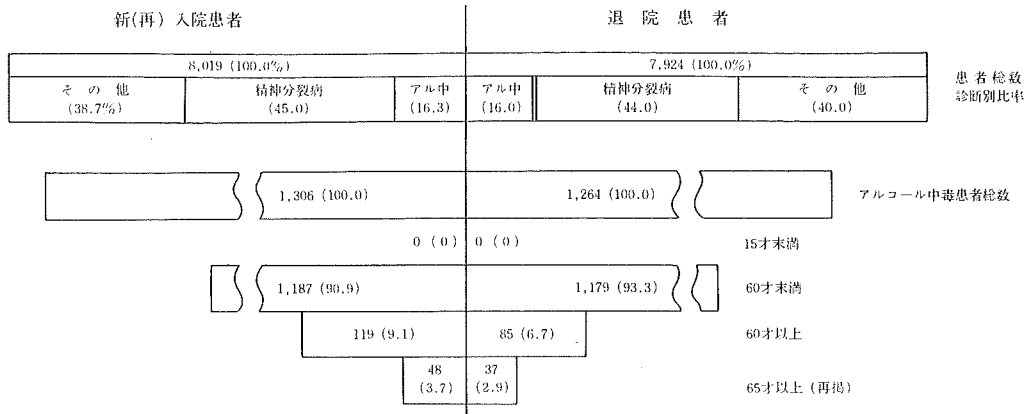 新(再) 入院患者
退院患者
8,019 (100.0%)
7,924 (100.0%)
患者総数
その他
(38.7%)
精神分裂病
(45.0)
アル中
(16.3)
アル中
(16.0)
精神分裂病
(44.0)
その他
(40.0)
診断別比率
1,306 (100.0)
1,264 (100.0)
アルコール中毒患者総数
0 (0)
0 (0)
15才末満
1,187 (90.9)
1,179 (93.3)
60才末満
119 (9.1)
85 (6.7)
60才以上
48
(3.7)
37
(2.9)
65才以上 (再掲)